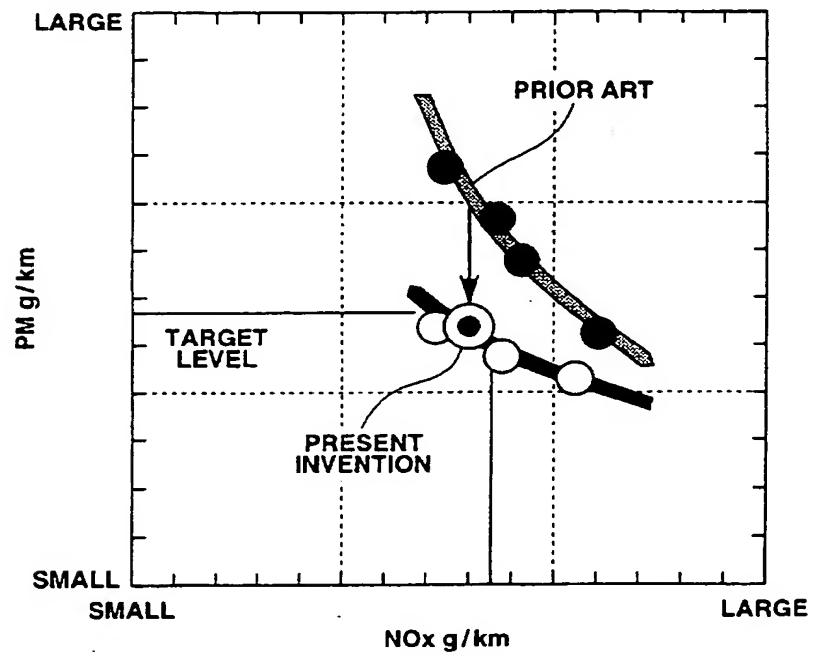 LARGE
PRIOR ART
PM g/km
TARGET
LEVEL
PRESENT
INVENTION
SMALL
SMALL
LARGE
NOx g/km